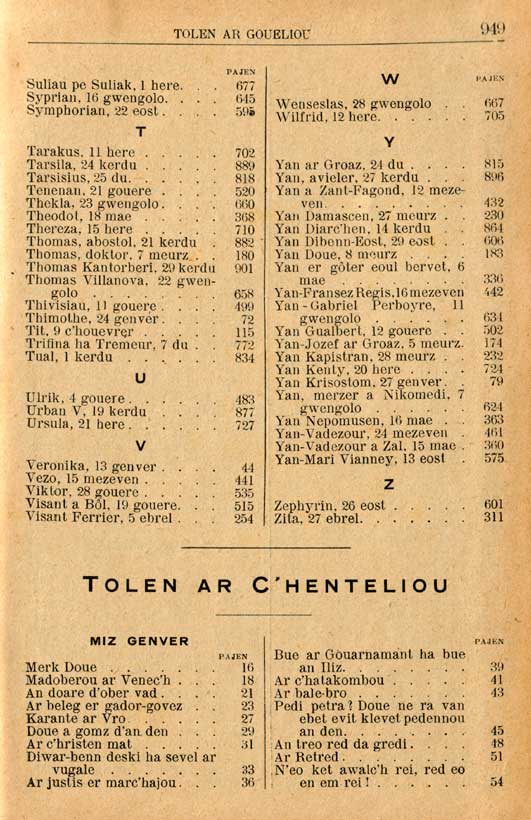 TOLEN AR GOUELIOU 949
PAJEN
Suliau pe Suliak, 1 here. . . . 677
Syprian, 16 gwengolo. . . . 645
Symphorian, 22 eost . . . . 595
T
Tarakus, 11 here . . . . . 702
Tarsila, 24 kerdu . . . . . 889
Tarsisius, 25 du. . . . . . 818
Tenenan, 21 gouere . . . . 520
Thekla, 23 gwengolo. . . . 660
Theodot, 18 mae . . . . . 368
Thereza, 15 here . . . . . 710
Thomas, abostol, 21 kerdu . 882
Thomas, doktor, 7 meurz. . . 180
Thomas Kantorberi, 29 kerdu 901
Thomas Villanova, 22 gwen-
golo . . . . . . . . 658
Thivisiau, 11 gouere . . . . 499
Thimothe, 24 genver. . . . 72
Tit, 9 c'houevrer . . . . . 115
Trifina ha Tremeur, 7 du . . . 772
Tual, 1 kerdu . . . . . . 834
U
Ulrik, 4 gouere . . . . . . 483
Urban V, 19 kerdu . . . . 877
Ursula, 21 here . . . . . . 727
V
Veronika, 13 genver . . . . 44
Vezo, 15 mezeven . . . . . 441
Viktor, 28 gouere . . . . . 535
Visant a Bôl, 19 gouere. . . . 515
Visant Ferrier, 5 ebrel . . . 254
W
PAJEN
Wenseslas, 28 gwengolo . . 667
Wilfrid, 12 here. . . . . . 705
Y
Yan ar Groaz, 24 du . . . . 815
Yan, avieler, 27 kerdu . . . 896
Yan a Zant-Fagond, 12 meze-
ven. . . . . . . . . 432
Yan Damascen, 27 meurz . . 230
Yan Diarc'hen, 14 kerdu . . 864
Yan Dibenn-Eost, 29 eost . . 606
Yan Doue, 8 meurz . . . . 183
Yan er göter eoul bervet, 6
mae . . . . . . . . 336
Yan-Fransez Regis, 16 mezeven 442
Yan-Gabriel Perboyre, 11
gwengolo . . . . . . 634
Yan Gualbert, 12 gouere . . 502
Yan-Jozef ar Groaz, 5 meurz. 174
Yan Kapistran, 28 meurz . . 232
Yan Kenty, 20 here . . . . 724
Yan Krisostom, 27 genver. . . 79
Yan, merzer a Nikomedi, 7
gwengolo . . . . . . 624
Yan Nepomusen, 16 mae . . 363
Yan-Vadezour, 24 mezeven . 461
Yan-Vadezour a Zal, 15 mae . 360
Yan-Mari Vianney, 13 eost . 575
Z
Zephyrin, 26 eost . . . . . 601
Zita, 27 ebrel. . . . . . . 311
TOLEN AR C'HENTELIOU
MIZ GENVER
PAJEN
Merk Doue . . . . . . . 16
Madoberou ar Venec'h . . . 18
An doare d'ober vad. . . . . 21
Ar beleg er gador-govez . . . 23
Karante ar Vro. . . . . . . 27
Doue a gomz d'an den . . . 29
Ar c'hristen mat . . . . . 31
Diwar-benn deski ha sevel ar
vugale . . . . . . . . 33
Ar justis er marc'hajou. . . . 36
PAJEN
Bue ar Gouarnamant ha bue
an Iliz. . . . . . . . . 39
Ar c'hatakombou . . . . . 41
Ar bale-bro . . . . . . . 43
Pedi petra ? Doue ne ra van
ebet evit klevet pedennou
an den. . . . . . . . . 45
An treo red da gredi. . . . . 48
Ar Retred . . . . . . . . 51
N'eo ket awalc'h rei, red eo
en em rei ! . . . . . . . 54